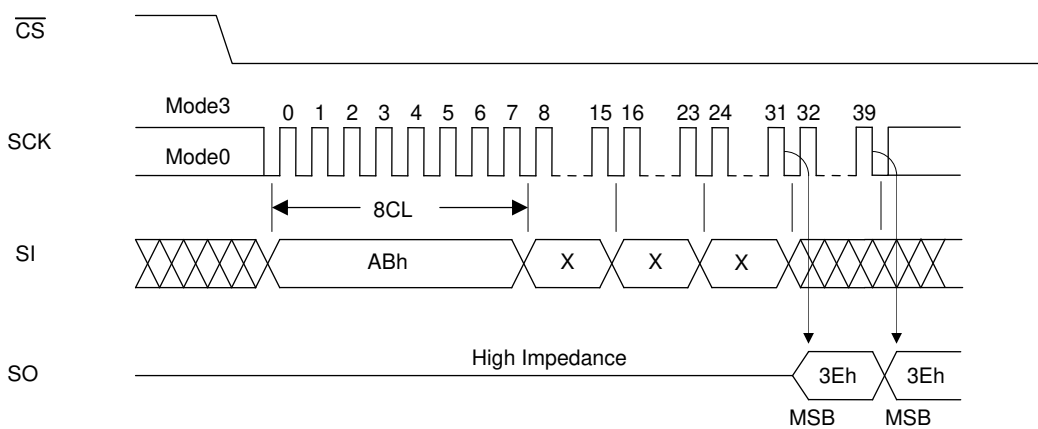 CS
Mode3
0 1 2 3 4 5 6 7 8 15 16 23 24 31 32 39
SCK
Mode0
8CL
SI
ABh X X X
High Impedance
SO
3Eh 3Eh
MSB MSB